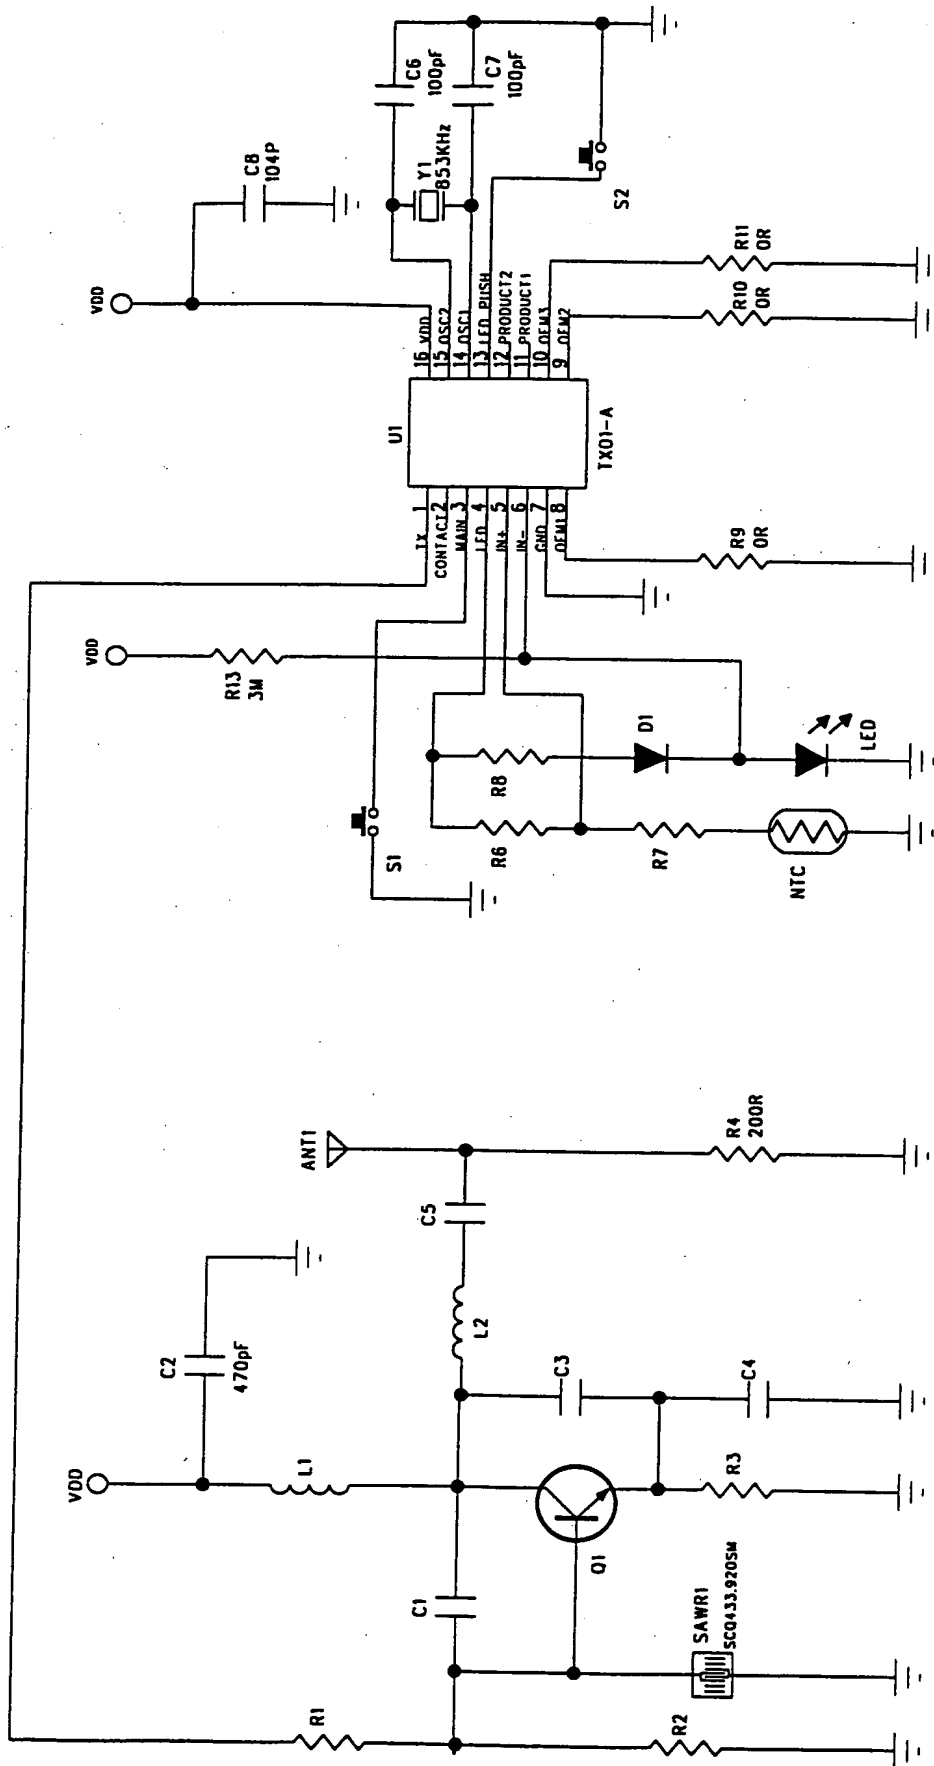 VDD
C8
104P
C6
100pF
C7
100pF
Y1
853KHz
S2
R11
0R
R10
0R
16 VDD
15 OSC2
14 OSC1
13 LED PUSH
12 PRODUCT2
11 PRODUCT1
10 OEM3
9 OEM2
U1
TX01-A
TX 1
CONTACT 2
MAIN 3
LED 4
IN+ 5
IN- 6
GND 7
OEM1 8
R9
0R
VDD
R13
3M
D1
LED
R8
R6
R7
NTC
S1
ANT1
R4
200R
C5
L2
C2
470pF
C3
C4
VDD
L1
R3
Q1
C1
SAWR1
SCQ433.920SM
R1
R2